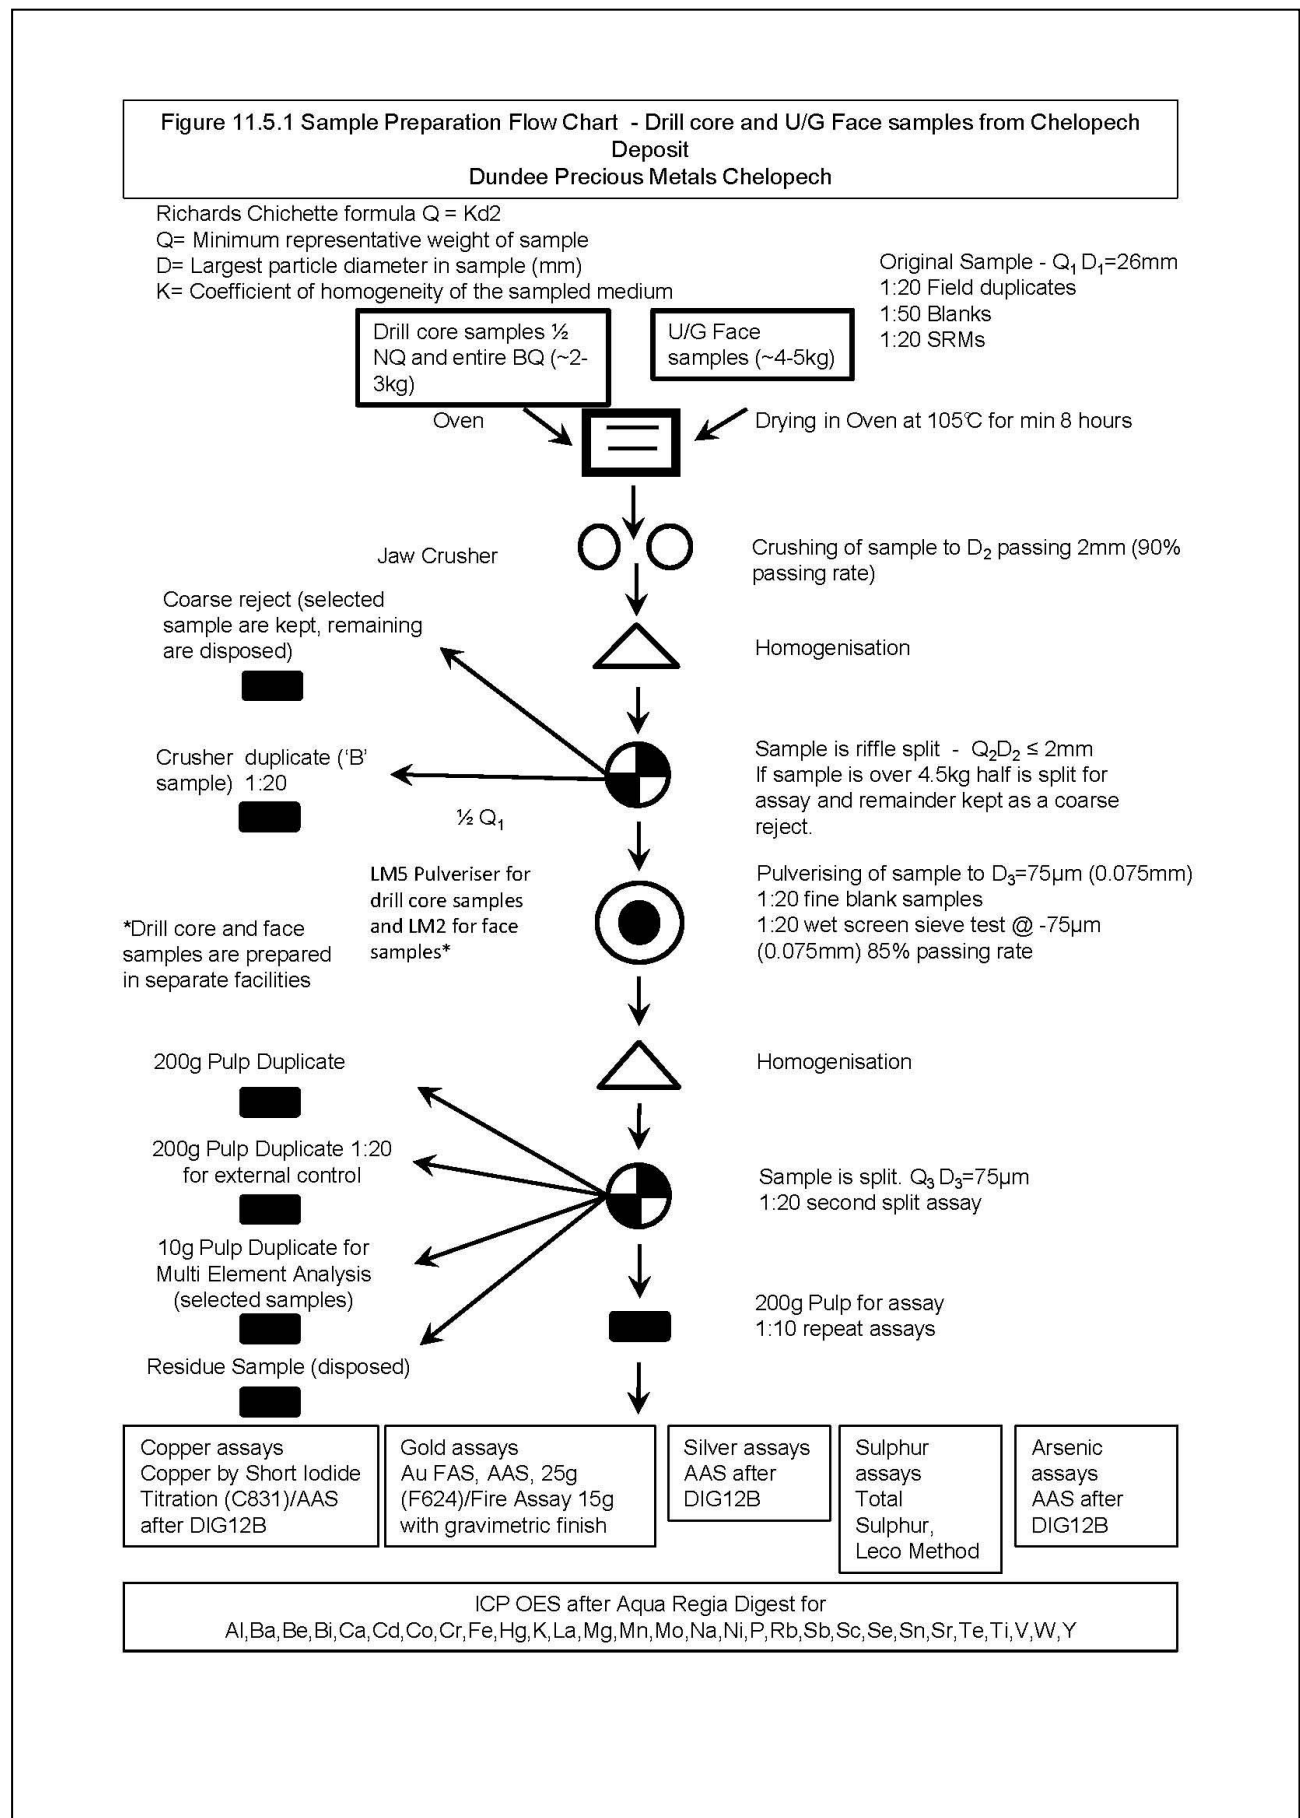 Figure 11.5.1 Sample Preparation Flow Chart - Drill core and U/G Face samples from Chelopech
Deposit
Dundee Precious Metals Chelopech
Richards Chichette formula Q = Kd2
Q= Minimum representative weight of sample
D= Largest particle diameter in sample (mm)
K= Coefficient of homogeneity of the sampled medium
Original Sample - Q₁ D₁=26mm
1:20 Field duplicates
1:50 Blanks
1:20 SRMs
Drill core samples ½
NQ and entire BQ (~2-
3kg)
U/G Face
samples (~4-5kg)
Oven
Drying in Oven at 105°C for min 8 hours
Jaw Crusher
Crushing of sample to D₂ passing 2mm (90%
passing rate)
Coarse reject (selected
sample are kept, remaining
are disposed)
Homogenisation
Crusher duplicate (‘B’
sample) 1:20
½ Q₁
Sample is riffle split - Q₂D₂ ≤ 2mm
If sample is over 4.5kg half is split for
assay and remainder kept as a coarse
reject.
LM5 Pulveriser for
drill core samples
and LM2 for face
samples*
Pulverising of sample to D₃=75µm (0.075mm)
1:20 fine blank samples
1:20 wet screen sieve test @ -75µm
(0.075mm) 85% passing rate
*Drill core and face
samples are prepared
in separate facilities
200g Pulp Duplicate
Homogenisation
200g Pulp Duplicate 1:20
for external control
Sample is split. Q₃ D₃=75µm
1:20 second split assay
10g Pulp Duplicate for
Multi Element Analysis
(selected samples)
200g Pulp for assay
1:10 repeat assays
Residue Sample (disposed)
Copper assays
Copper by Short Iodide
Titration (C831)/AAS
after DIG12B
Gold assays
Au FAS, AAS, 25g
(F624)/Fire Assay 15g
with gravimetric finish
Silver assays
AAS after
DIG12B
Sulphur
assays
Total
Sulphur,
Leco Method
Arsenic
assays
AAS after
DIG12B
ICP OES after Aqua Regia Digest for
Al,Ba,Be,Bi,Ca,Cd,Co,Cr,Fe,Hg,K,La,Mg,Mn,Mo,Na,Ni,P,Rb,Sb,Sc,Se,Sn,Sr,Te,Ti,V,W,Y